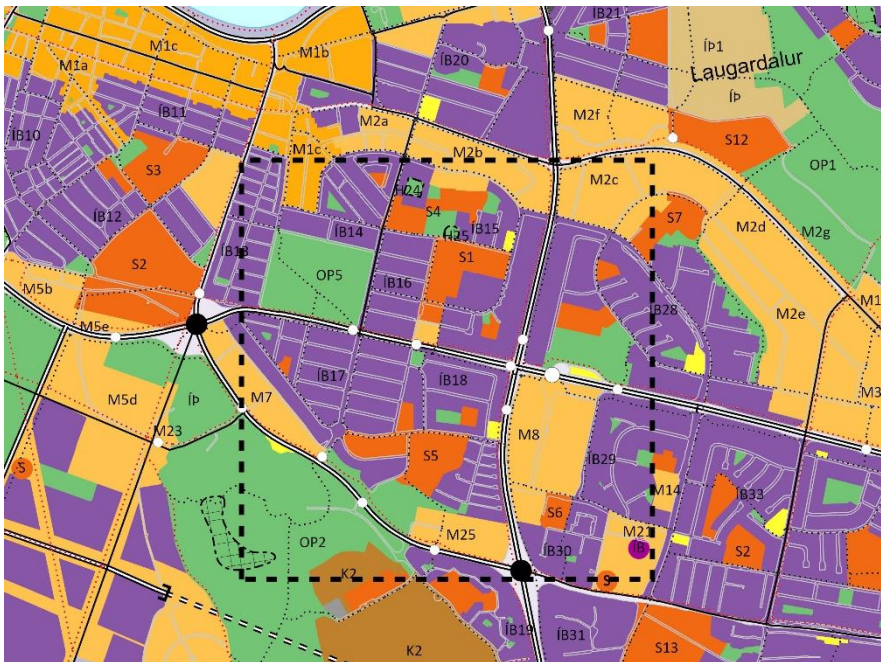 ÍB21
M1c
M1b
ÍÞ1
M1a
ÍB20
Laugardalur
ÍÞ
ÍB11
M2a
M2f
ÍB10
M1c
M2b
S12
S3
M2c
OP1
H24
ÍB12
S4
S7
ÍB15
M2d
H25
ÍB14
M2g
ÍB13
S1
S2
OP5
ÍB16
M5b
M1
ÍB28
M2e
M5e
ÍB17
ÍB18
M3
M5d
ÍÞ
M7
M23
M8
S5
ÍB29
S
M14
ÍB33
S6
M25
M21
OP2
ÍB30
ÍB
S2
K2
S
ÍB19
ÍB31
S13
K2